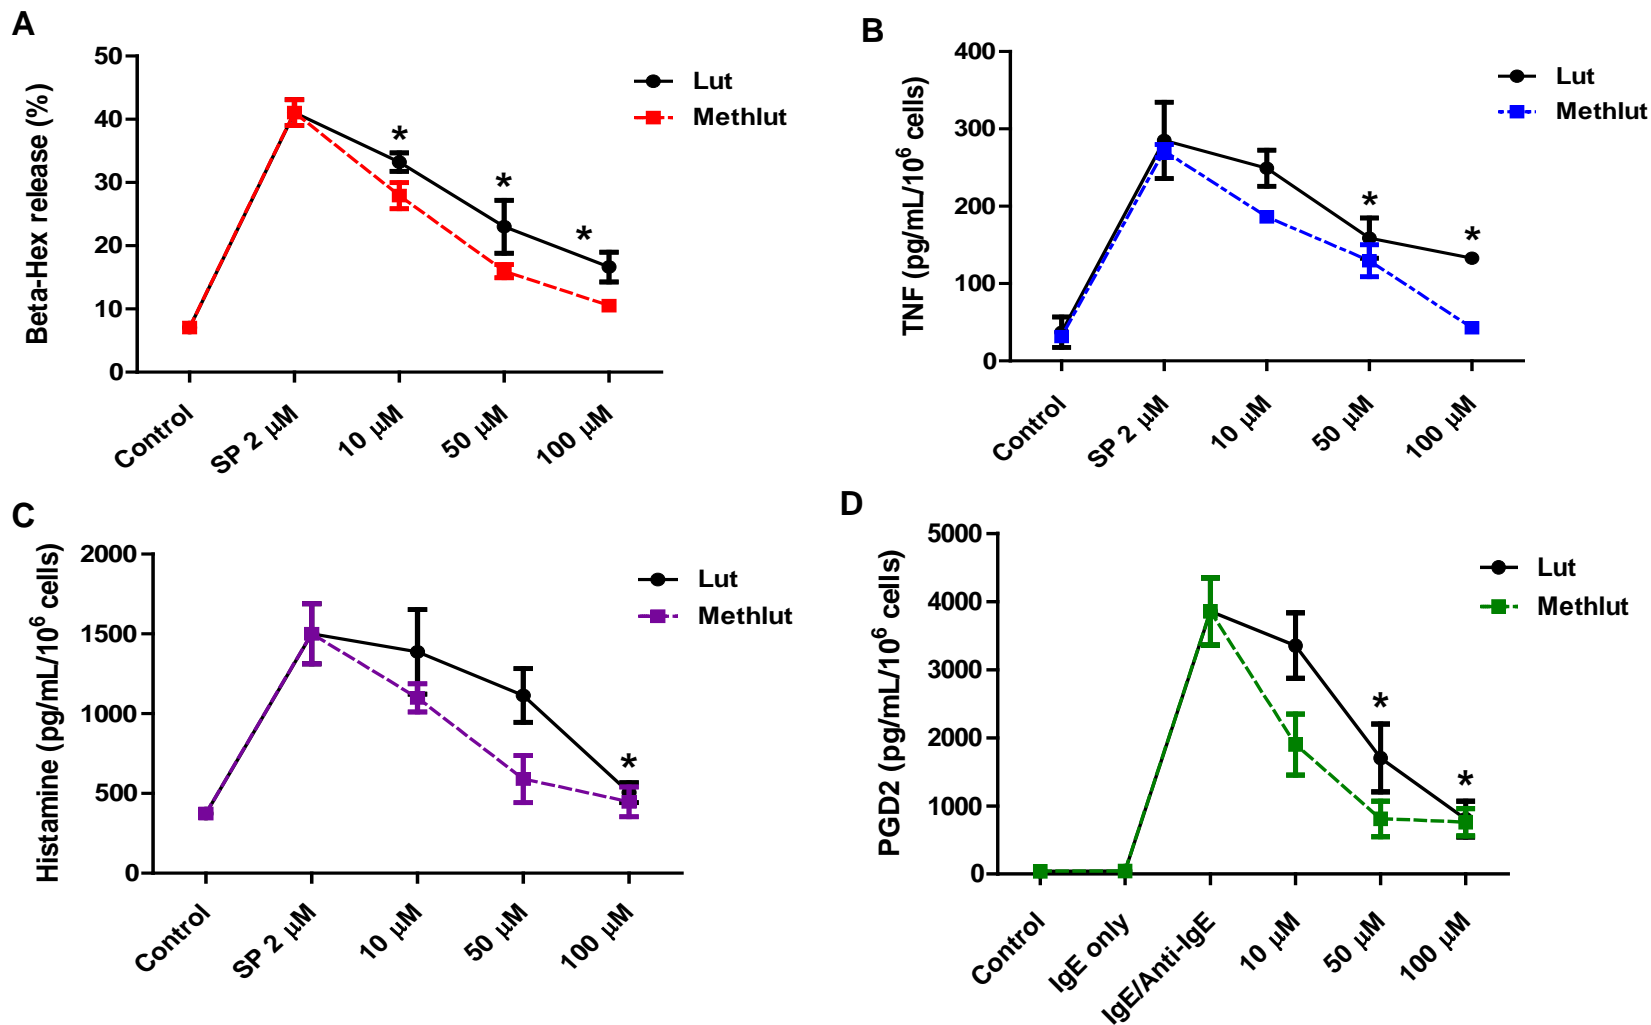 A
Beta-Hex release (%)
50
40
30
20
10
0
Lut
Methlut
*
*
*
Control
SP 2 μM
10 μM
50 μM
100 μM
B
TNF (pg/mL/10⁶ cells)
400
300
200
100
0
Lut
Methlut
*
*
Control
SP 2 μM
10 μM
50 μM
100 μM
C
Histamine (pg/mL/10⁶ cells)
2000
1500
1000
500
0
Lut
Methlut
*
Control
SP 2 μM
10 μM
50 μM
100 μM
D
PGD2 (pg/mL/10⁶ cells)
5000
4000
3000
2000
1000
0
Lut
Methlut
*
*
Control
IgE only
IgE/Anti-IgE
10 μM
50 μM
100 μM